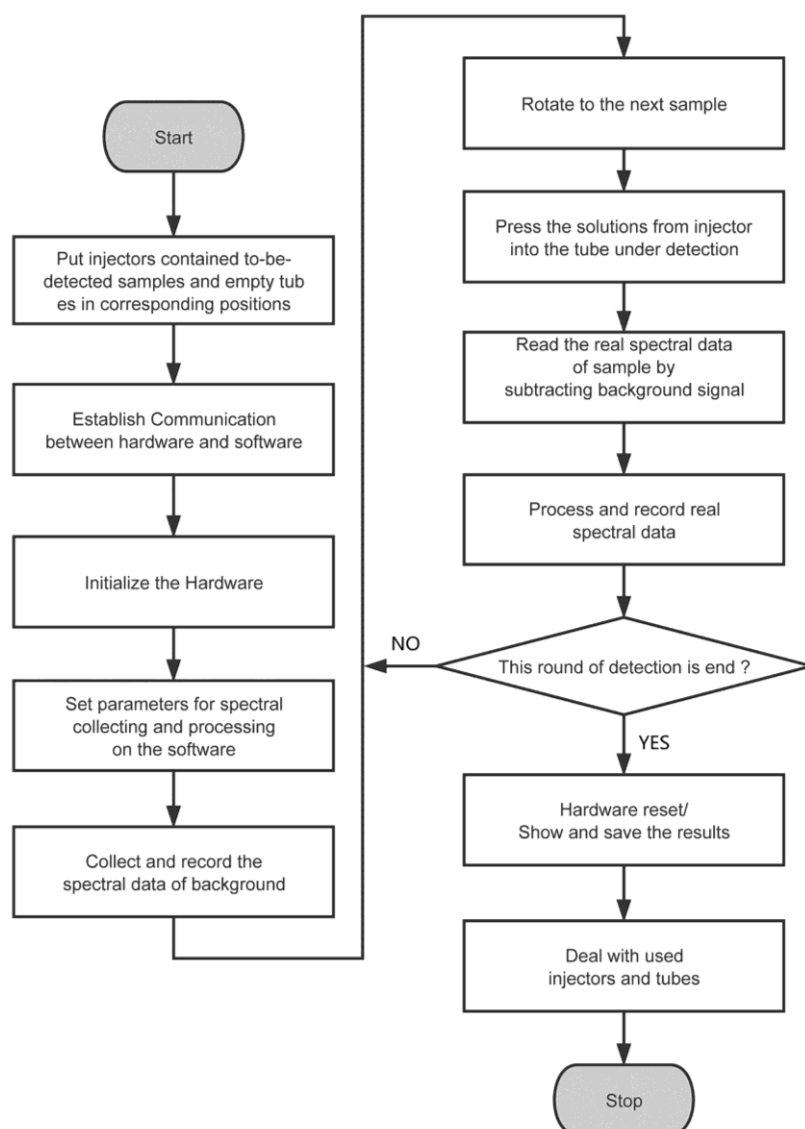 Start
Put injectors contained to-be-
detected samples and empty tub
es in corresponding positions
Establish Communication
between hardware and software
Initialize the Hardware
Set parameters for spectral
collecting and processing
on the software
Collect and record the
spectral data of background
Rotate to the next sample
Press the solutions from injector
into the tube under detection
Read the real spectral data
of sample by
subtracting background signal
Process and record real
spectral data
This round of detection is end ?
NO
YES
Hardware reset/
Show and save the results
Deal with used
injectors and tubes
Stop